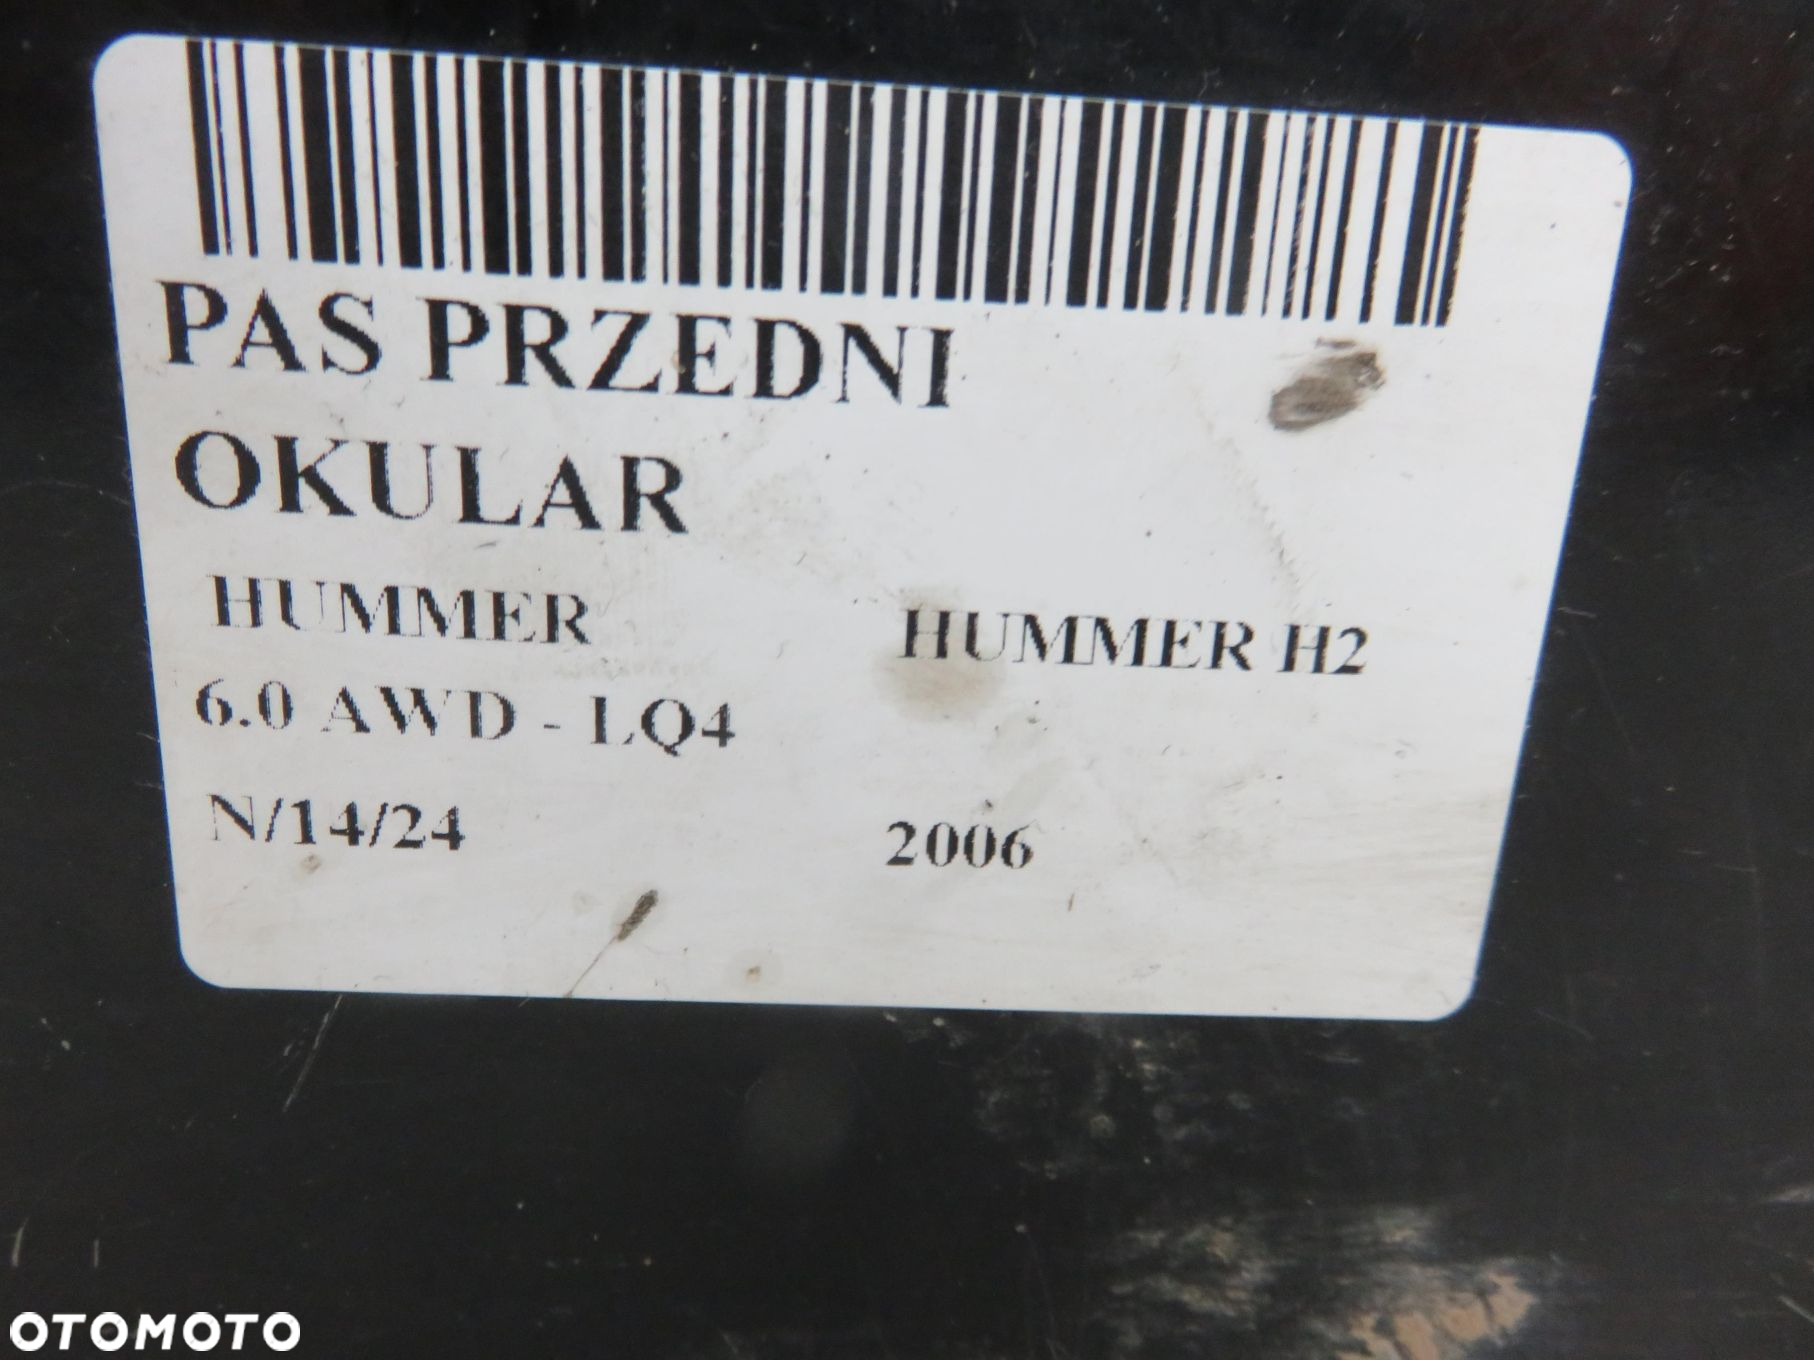 PAS PRZEDNI
OKULAR
HUMMER HUMMER H2
6.0 AWD - LQ4
N/14/24 2006
OTOMOTO